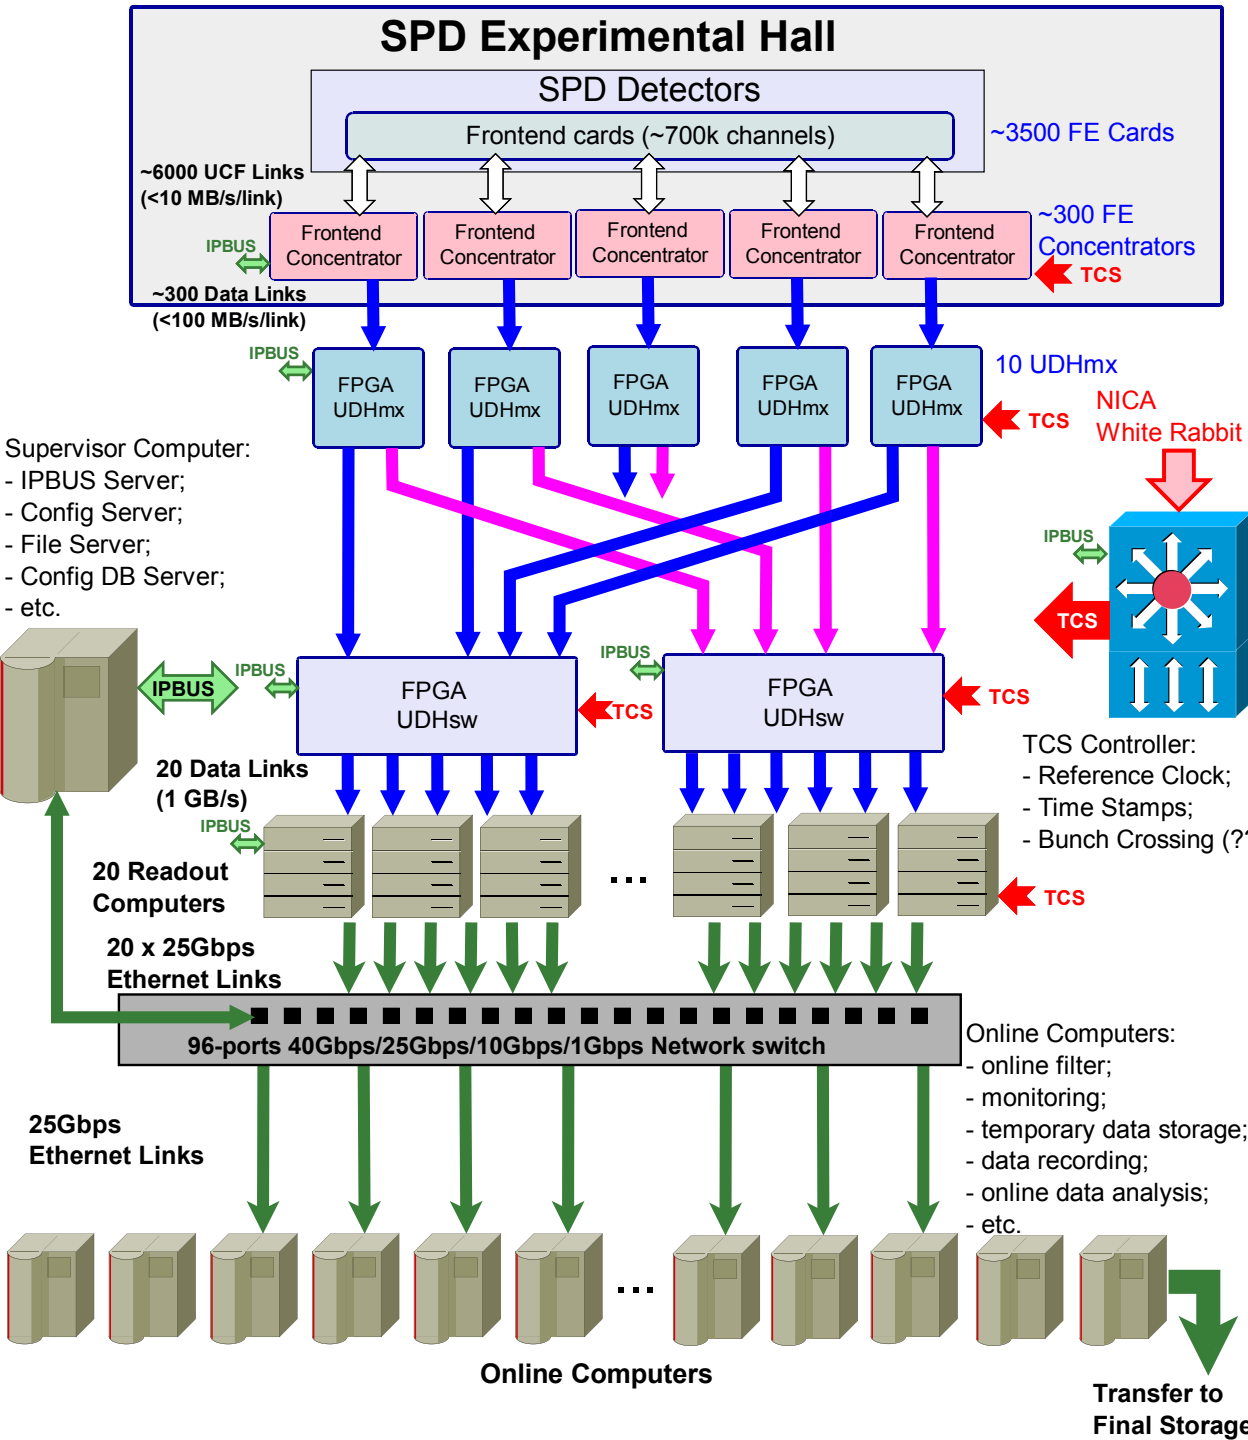 SPD Experimental Hall
SPD Detectors
Frontend cards (~700k channels)
~3500 FE Cards
~6000 UCF Links
(<10 MB/s/link)
Frontend
Concentrator
Frontend
Concentrator
Frontend
Concentrator
Frontend
Concentrator
Frontend
Concentrator
~300 FE
Concentrators
IPBUS
TCS
~300 Data Links
(<100 MB/s/link)
IPBUS
FPGA
UDHmx
FPGA
UDHmx
FPGA
UDHmx
FPGA
UDHmx
FPGA
UDHmx
10 UDHmx
TCS
NICA
White Rabbit
Supervisor Computer:
- IPBUS Server;
- Config Server;
- File Server;
- Config DB Server;
- etc.
IPBUS
TCS
IPBUS
IPBUS
FPGA
UDHsw
TCS
IPBUS
FPGA
UDHsw
TCS
TCS Controller:
- Reference Clock;
- Time Stamps;
- Bunch Crossing (??
20 Data Links
(1 GB/s)
IPBUS
20 Readout
Computers
...
TCS
20 x 25Gbps
Ethernet Links
96-ports 40Gbps/25Gbps/10Gbps/1Gbps Network switch
Online Computers:
- online filter;
- monitoring;
- temporary data storage;
- data recording;
- online data analysis;
- etc.
25Gbps
Ethernet Links
...
Online Computers
Transfer to
Final Storage